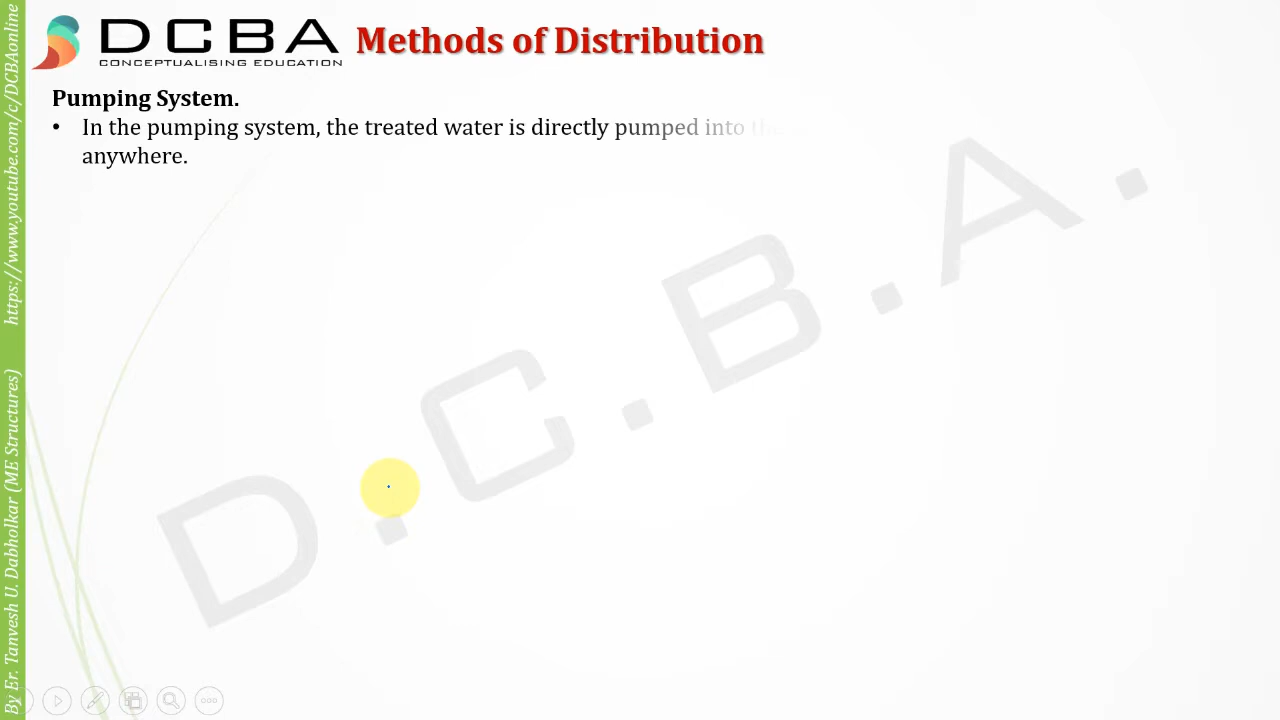 DCBA
CONCEPTUALISING EDUCATION
Methods of Distribution
Pumping System.
• In the pumping system, the treated water is directly pumped into the
anywhere.
D.C.B.A.
By Er. Tanvesh U. Dabholkar (ME Structures) https://www.youtube.com/c/DCBAonline